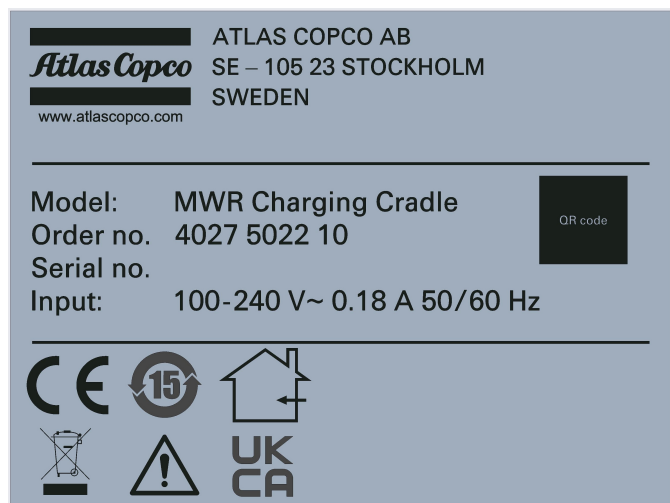 ATLAS COPCO AB
Atlas Copco SE – 105 23 STOCKHOLM
SWEDEN
www.atlascopco.com
Model: MWR Charging Cradle
QR code
Order no. 4027 5022 10
Serial no.
Input: 100-240 V~ 0.18 A 50/60 Hz
CE 15
UK
CA